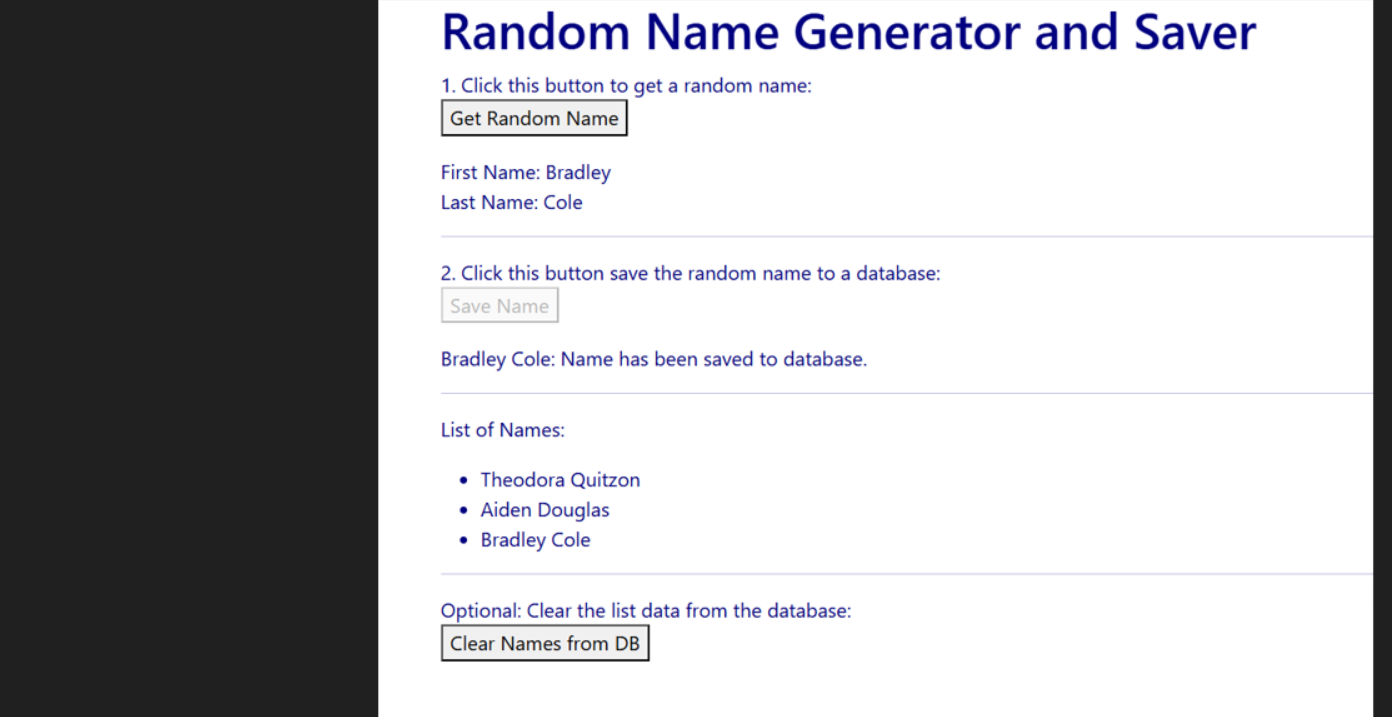 Random Name Generator and Saver
1. Click this button to get a random name:
Get Random Name
First Name: Bradley
Last Name: Cole
2. Click this button save the random name to a database:
Save Name
Bradley Cole: Name has been saved to database.
List of Names:
• Theodora Quitzon
• Aiden Douglas
• Bradley Cole
Optional: Clear the list data from the database:
Clear Names from DB